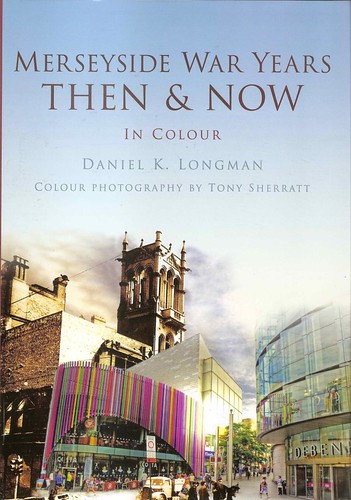 MERSEYSIDE WAR YEARS
THEN & NOW
IN COLOUR
DANIEL K. LONGMAN
COLOUR PHOTOGRAPHY BY TONY SHERRATT
DEBEN